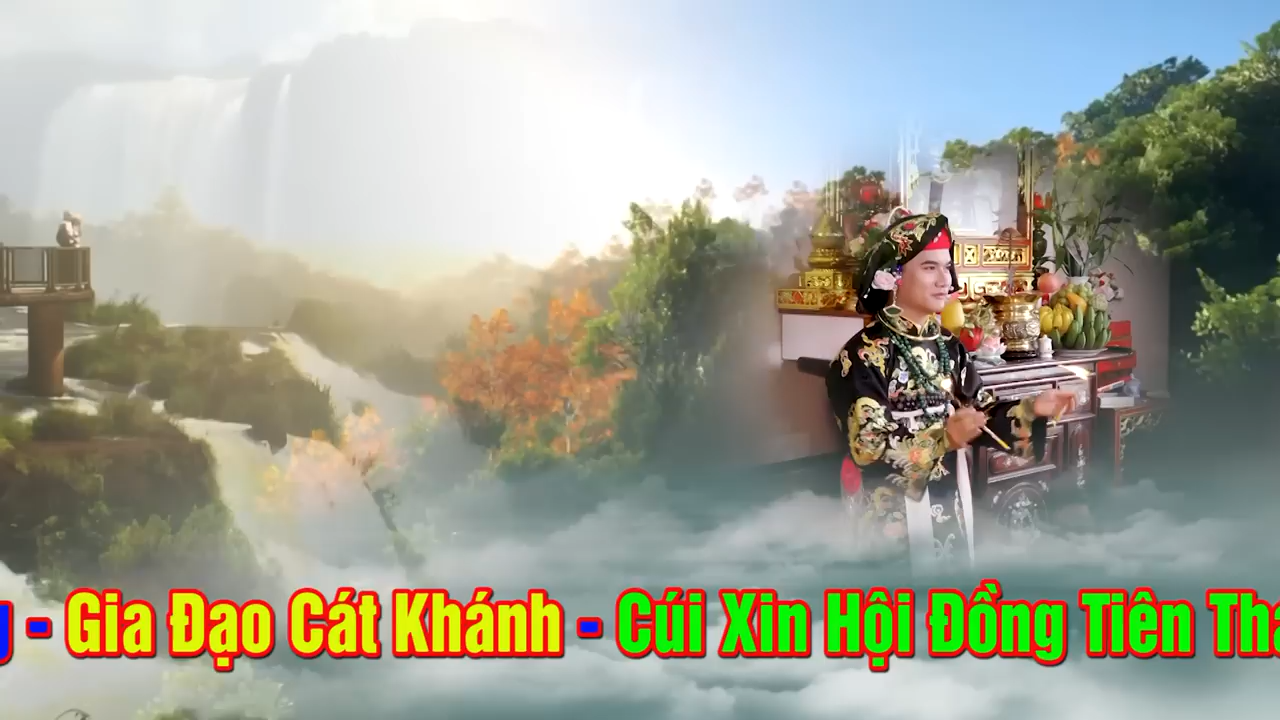 - Gia Đạo Cát Khánh - Cúi Xin Hội Đồng Tiên